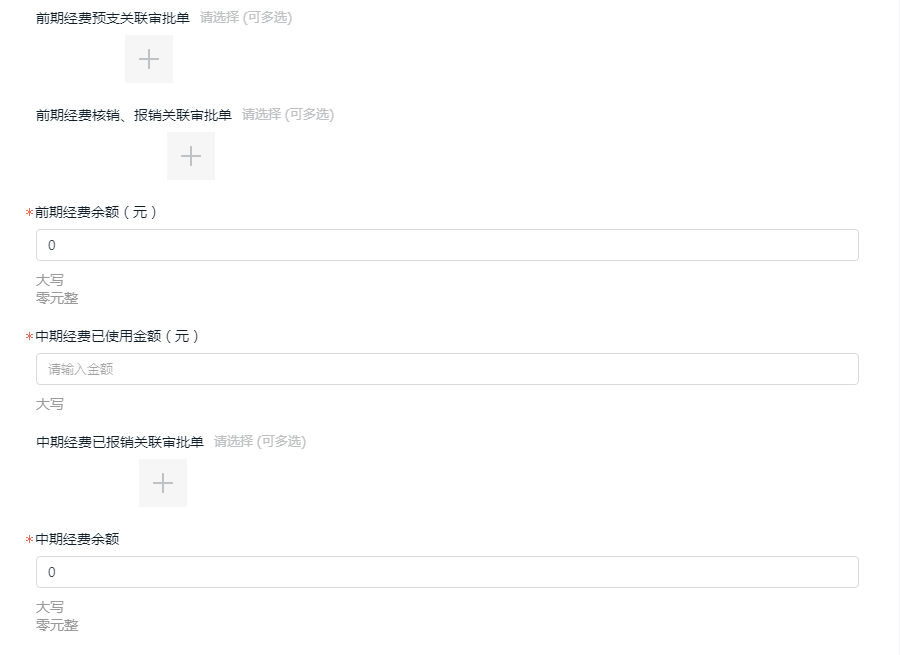 前期经费预支关联审批单 请选择 (可多选)
前期经费核销、报销关联审批单 请选择 (可多选)
*前期经费余额（元）
0
大写
零元整
*中期经费已使用金额（元）
请输入金额
大写
中期经费已报销关联审批单 请选择 (可多选)
*中期经费余额
0
大写
零元整